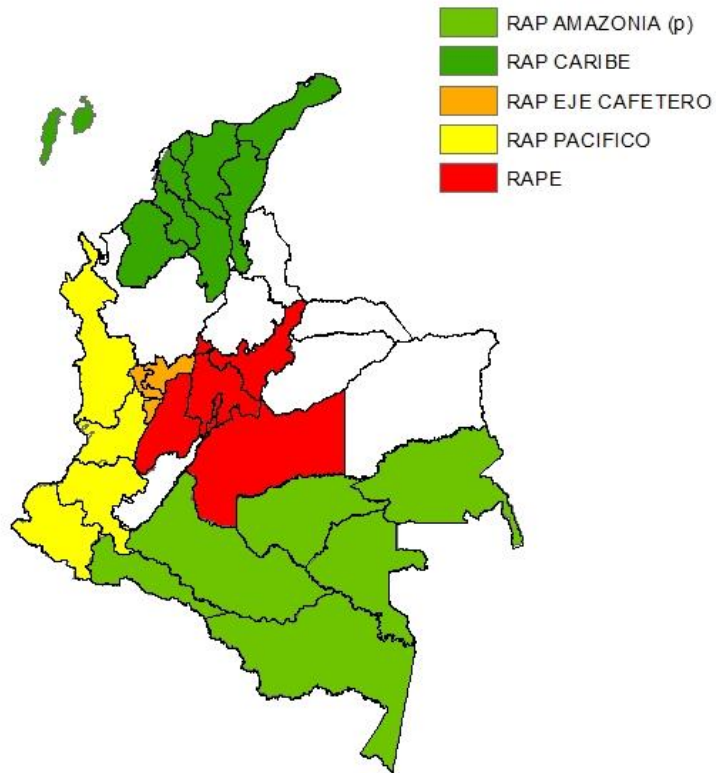 RAP AMAZONIA (p)
RAP CARIBE
RAP EJE CAFETERO
RAP PACIFICO
RAPE